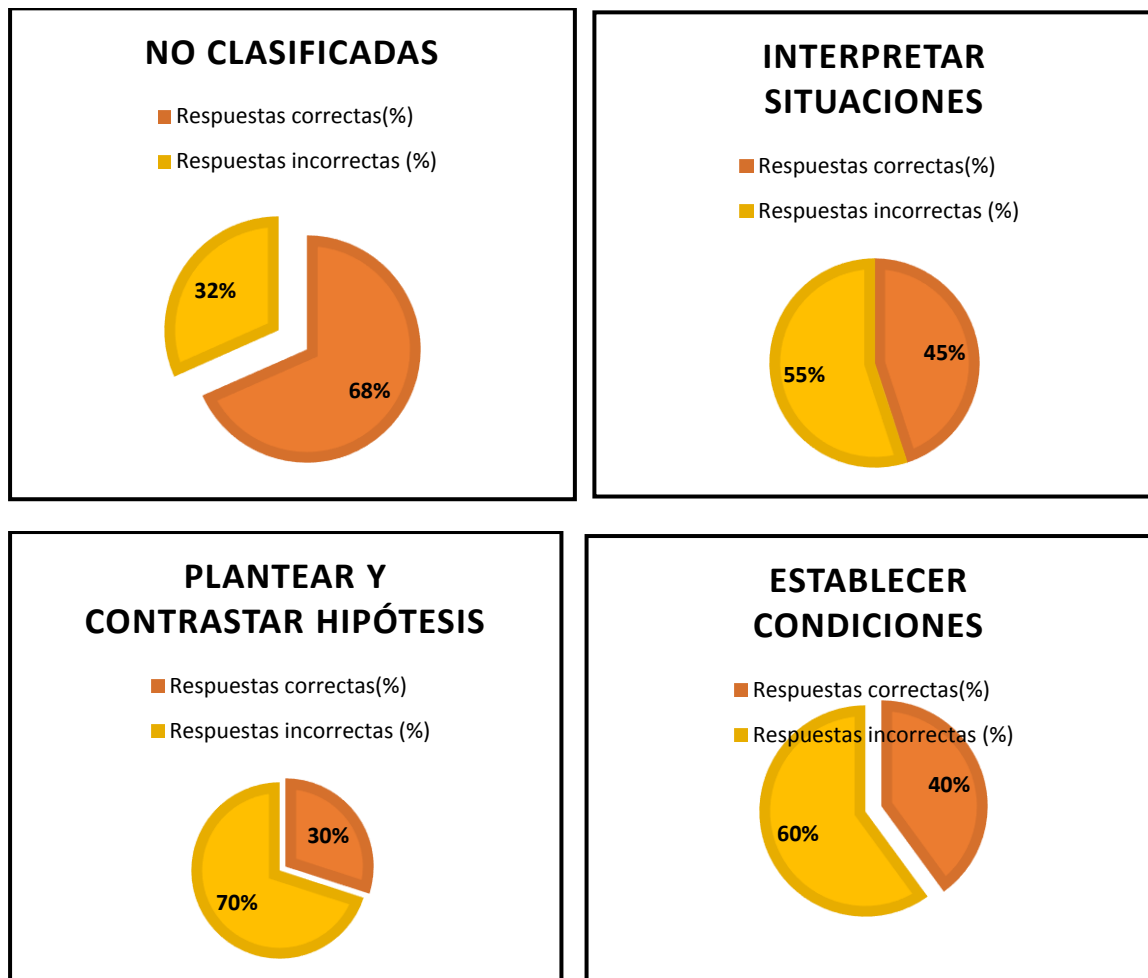 NO CLASIFICADAS
Respuestas correctas(%)
Respuestas incorrectas (%)
32%
68%
INTERPRETAR
SITUACIONES
Respuestas correctas(%)
Respuestas incorrectas (%)
45%
55%
PLANTEAR Y
CONTRASTAR HIPÓTESIS
Respuestas correctas(%)
Respuestas incorrectas (%)
30%
70%
ESTABLECER
CONDICIONES
Respuestas correctas(%)
Respuestas incorrectas (%)
40%
60%